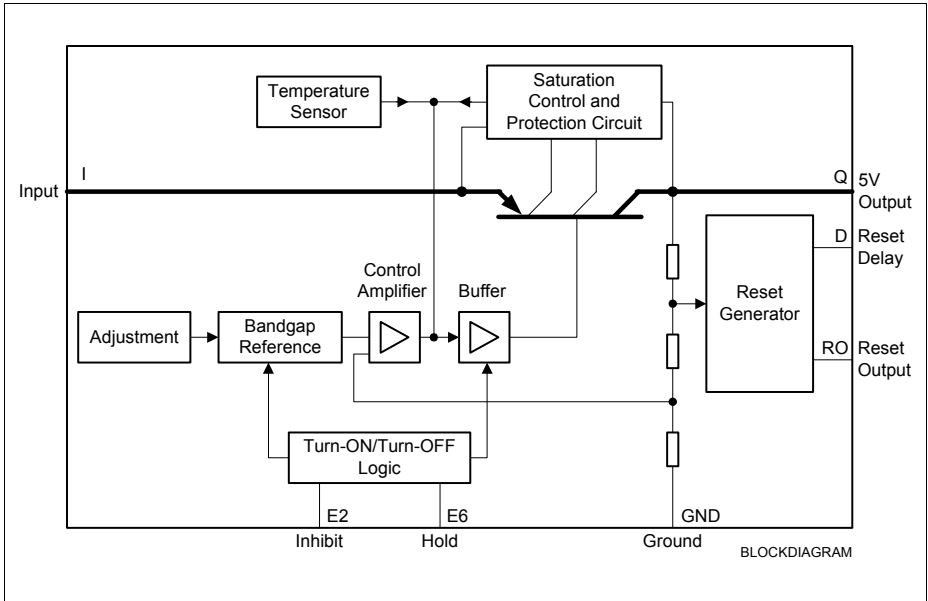 Temperature
Sensor
Saturation
Control and
Protection Circuit
I
Input
Q
5V
Output
D
Reset
Delay
Control
Amplifier
Buffer
Reset
Generator
Adjustment
Bandgap
Reference
RO
Reset
Output
Turn-ON/Turn-OFF
Logic
E2
E6
GND
Inhibit
Hold
Ground
BLOCKDIAGRAM